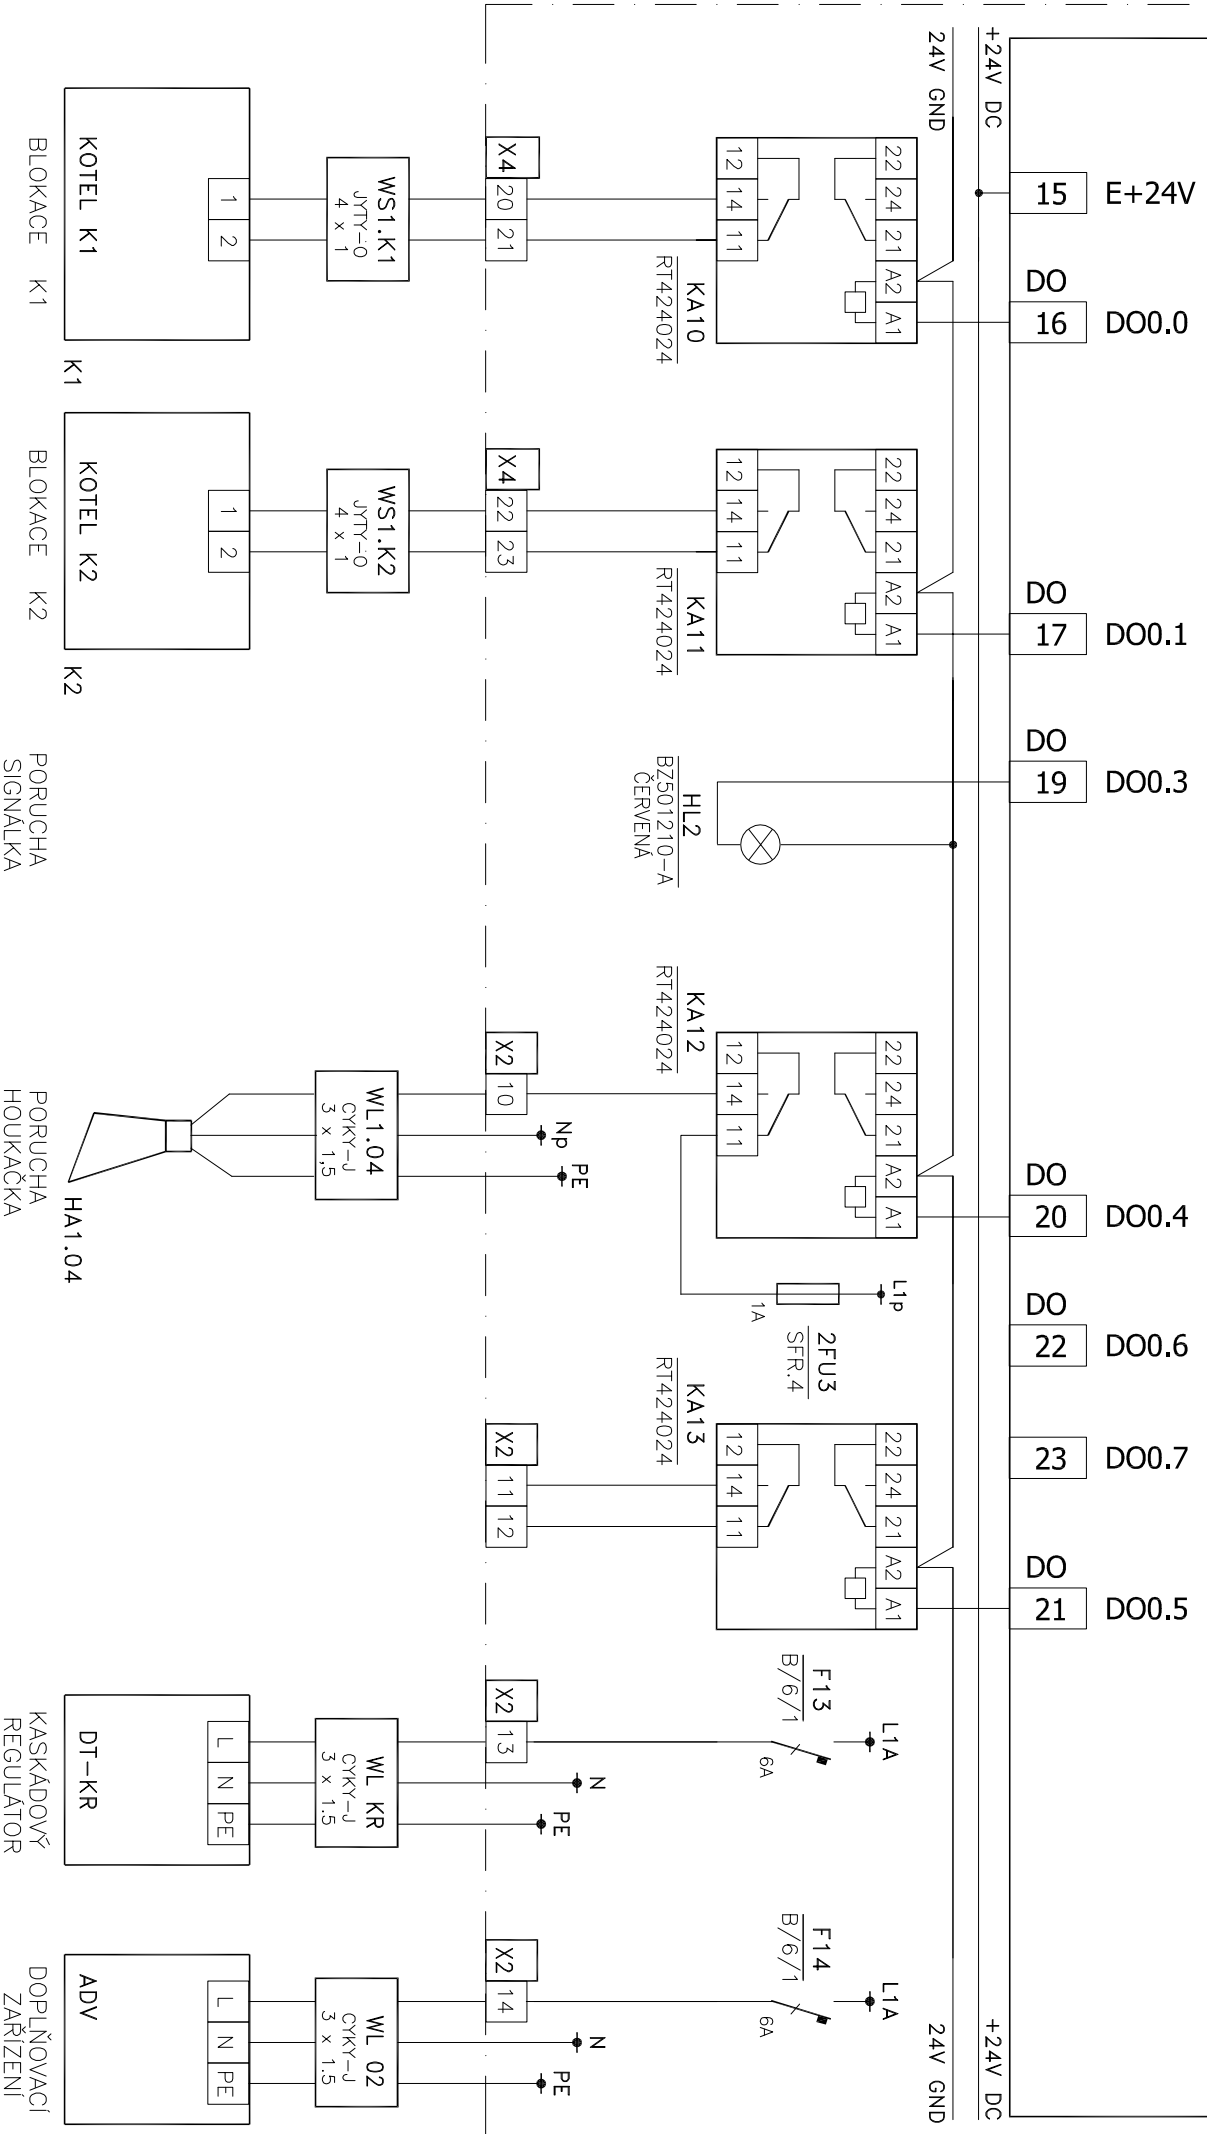 +24V DC
24V GND
15 E+24V
DO
16 DO0.0
DO
17 DO0.1
DO
19 DO0.3
DO
20 DO0.4
DO
22 DO0.6
23 DO0.7
DO
21 DO0.5
+24V DC
24V GND
22 24 21 A2 A1
12 14 11
KA10
RT424024
X4 20 21
WS1.K1
JYTY-O
4 x 1
1 2
KOTEL K1
K1
BLOKACE K1
22 24 21 A2 A1
12 14 11
KA11
RT424024
X4 22 23
WS1.K2
JYTY-O
4 x 1
1 2
KOTEL K2
K2
BLOKACE K2
HL2
BZ501210-A
ČERVENÁ
PORUCHA
SIGNÁLKA
22 24 21 A2 A1
12 14 11
KA12
RT424024
L1p
2FU3
SFR.4
1A
X2 10
Np
PE
WL1.04
CYKY-J
3 x 1,5
HA1.04
PORUCHA
HOUKAČKA
22 24 21 A2 A1
12 14 11
KA13
RT424024
X2 11 12
L1A
F13
B/6/1
6A
X2 13
N
PE
WL KR
CYKY-J
3 x 1.5
L N PE
DT-KR
KASKÁDOVÝ
REGULÁTOR
L1A
F14
B/6/1
6A
X2 14
N
PE
WL 02
CYKY-J
3 x 1.5
L N PE
ADV
DOPLŇOVACÍ
ZAŘÍZENÍ